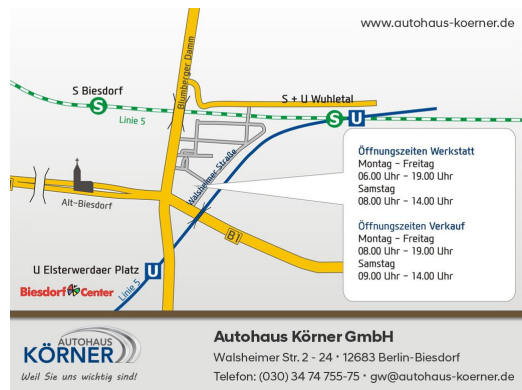 www.autohaus-koerner.de
Blumberger Damm
S Biesdorf
S + U Wuhletal
S
S U
Linie 5
Walsheimer Straße
Öffnungszeiten Werkstatt
Montag – Freitag
06.00 Uhr – 19.00 Uhr
Samstag
08.00 Uhr – 14.00 Uhr
Öffnungszeiten Verkauf
Montag – Freitag
08.00 Uhr – 19.00 Uhr
Samstag
09.00 Uhr – 14.00 Uhr
Alt-Biesdorf
B1
U Elsterwerdaer Platz
U
Linie 5
Biesdorf Center
AUTOHAUS
KÖRNER
Weil Sie uns wichtig sind!
Autohaus Körner GmbH
Walsheimer Str. 2 - 24 • 12683 Berlin-Biesdorf
Telefon: (030) 34 74 755-75 • gw@autohaus-koerner.de